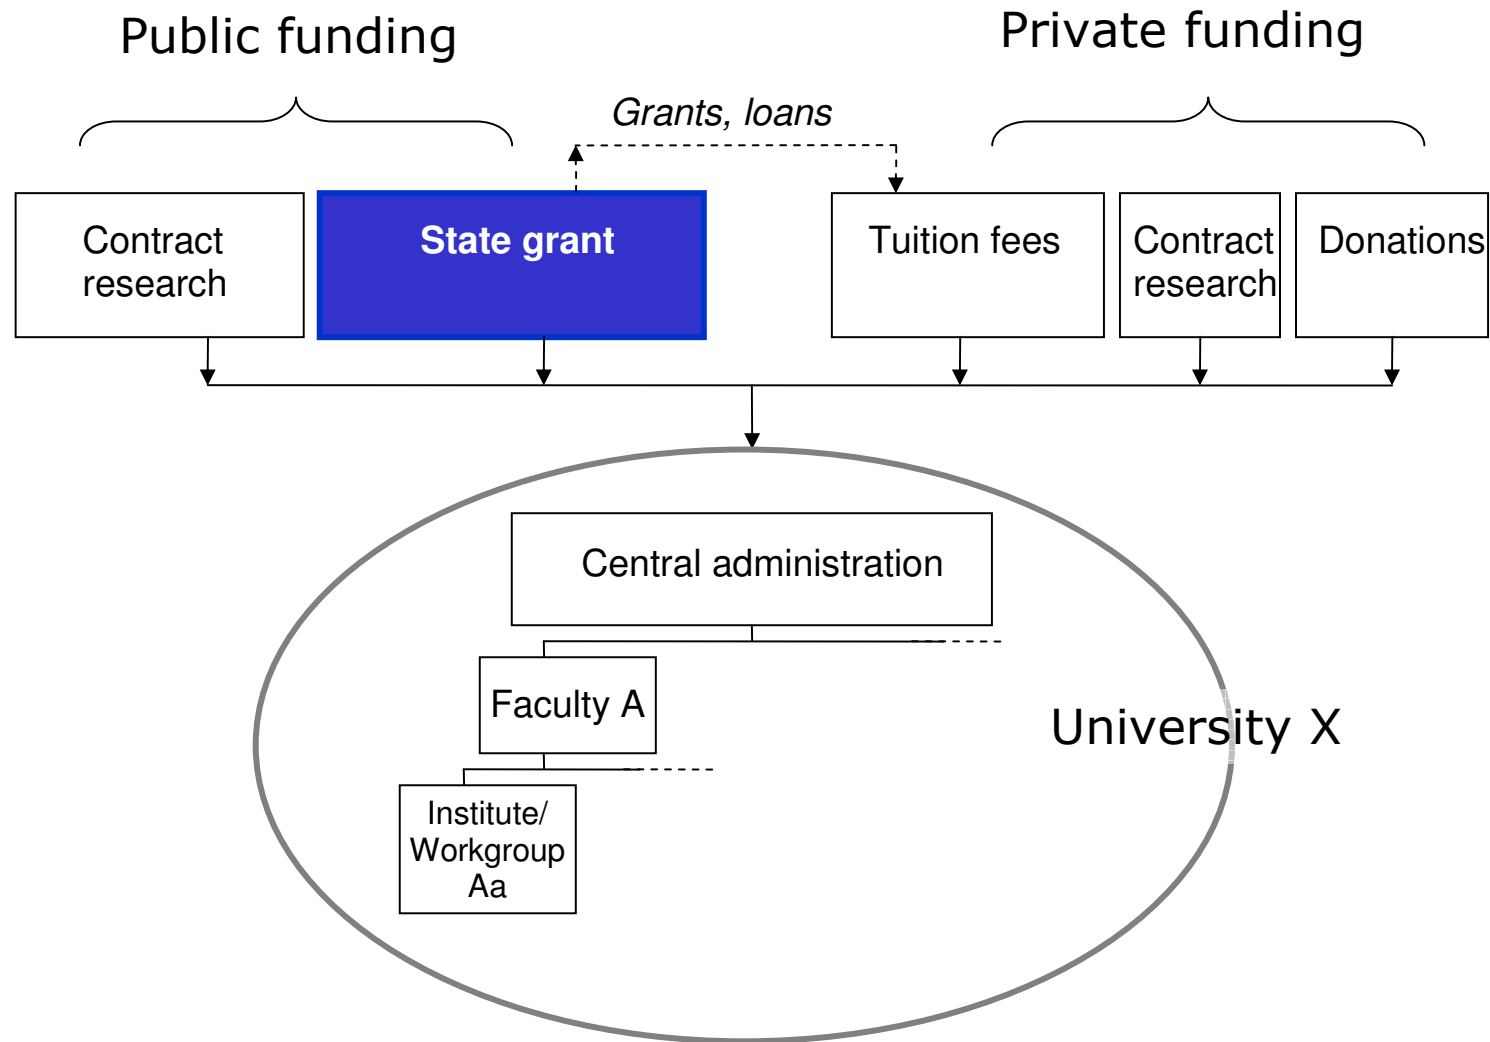 Public funding
Private funding
Grants, loans
Contract
research
State grant
Tuition fees
Contract
research
Donations
Central administration
Faculty A
University X
Institute/
Workgroup
Aa